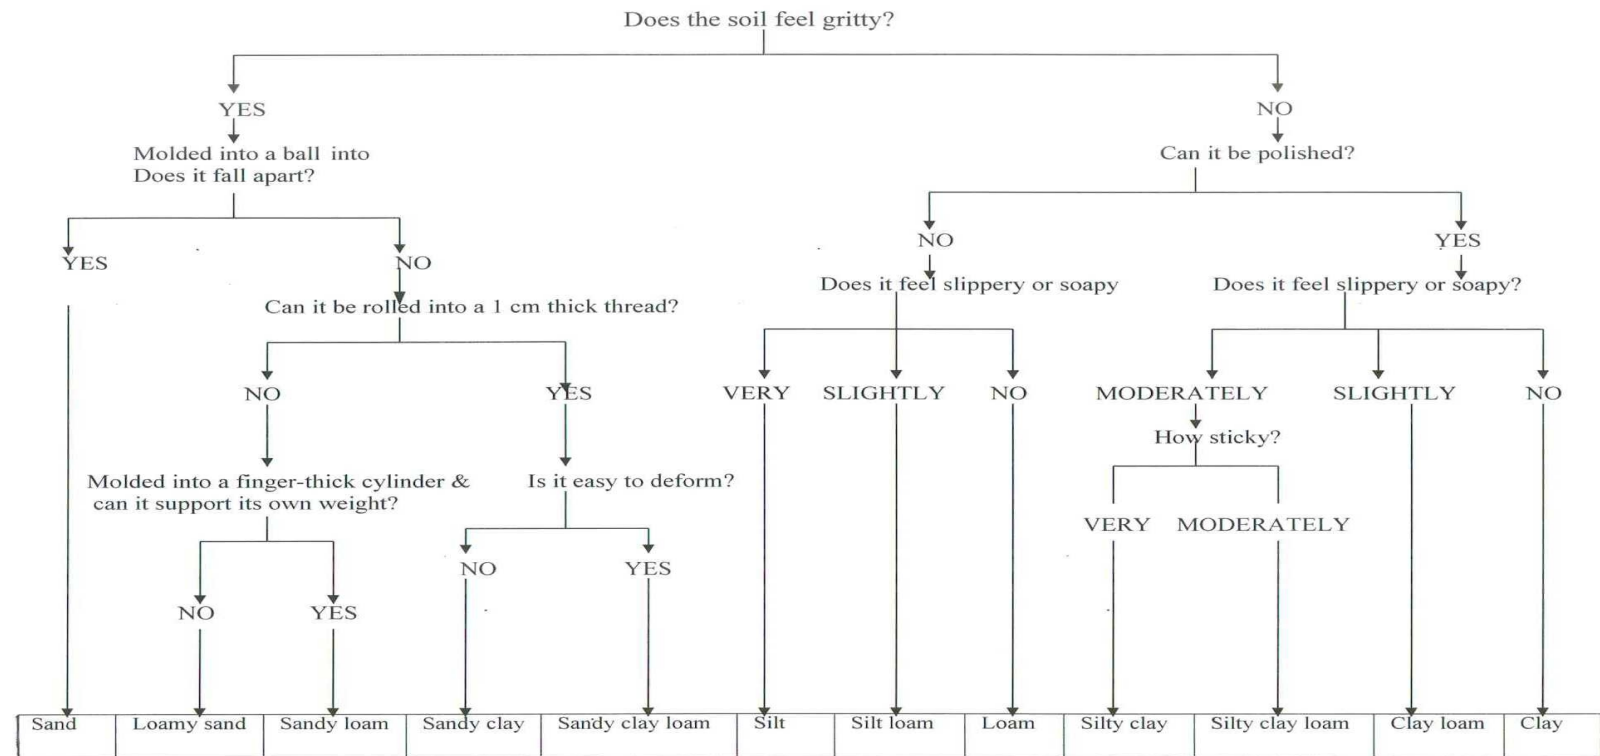 Does the soil feel gritty?
YES
NO
Molded into a ball into
Does it fall apart?
Can it be polished?
YES
NO
NO
YES
Can it be rolled into a 1 cm thick thread?
Does it feel slippery or soapy
Does it feel slippery or soapy?
NO
YES
VERY
SLIGHTLY
NO
MODERATELY
SLIGHTLY
NO
How sticky?
Molded into a finger-thick cylinder &
can it support its own weight?
Is it easy to deform?
VERY
MODERATELY
NO
YES
NO
YES
Sand
Loamy sand
Sandy loam
Sandy clay
Sandy clay loam
Silt
Silt loam
Loam
Silty clay
Silty clay loam
Clay loam
Clay